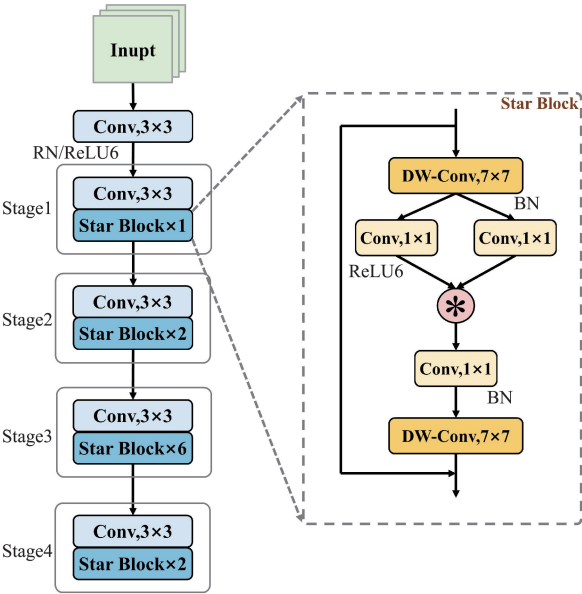 Inupt
Conv,3×3
RN/ReLU6
Stage1
Conv,3×3
Star Block×1
Stage2
Conv,3×3
Star Block×2
Stage3
Conv,3×3
Star Block×6
Stage4
Conv,3×3
Star Block×2
Star Block
DW-Conv,7×7
BN
Conv,1×1
Conv,1×1
ReLU6
*
Conv,1×1
BN
DW-Conv,7×7